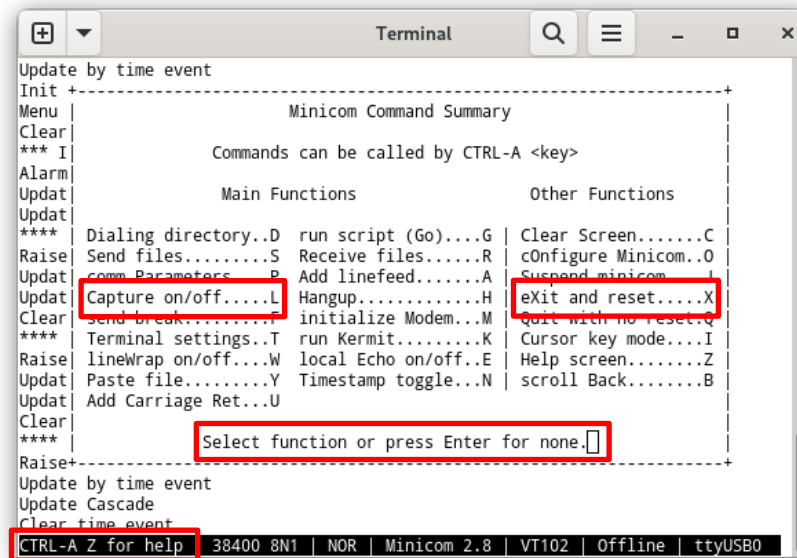 Terminal
Update by time event
Init +--------------------------------------------------------------------+
Menu | Minicom Command Summary |
Clear| |
*** I| Commands can be called by CTRL-A <key> |
Alarm| |
Updat| Main Functions Other Functions |
Updat| |
**** | Dialing directory..D run script (Go)....G | Clear Screen.......C |
Raise| Send files.........S Receive files......R | cOnfigure Minicom..O |
Updat| comm Parameters....P Add linefeed.......A | Suspend minicom....J |
Updat| Capture on/off.....L Hangup.............H | eXit and reset.....X |
Clear| send break.........F initialize Modem...M | Quit with no reset.Q |
**** | Terminal settings..T run Kermit.........K | Cursor key mode....I |
Raise| lineWrap on/off....W local Echo on/off..E | Help screen........Z |
Updat| Paste file.........Y Timestamp toggle...N | scroll Back........B |
Updat| Add Carriage Ret...U |
Clear| |
**** | Select function or press Enter for none. |
Raise+--------------------------------------------------------------------+
Update by time event
Update Cascade
Clear time event
CTRL-A Z for help | 38400 8N1 | NOR | Minicom 2.8 | VT102 | Offline | ttyUSB0